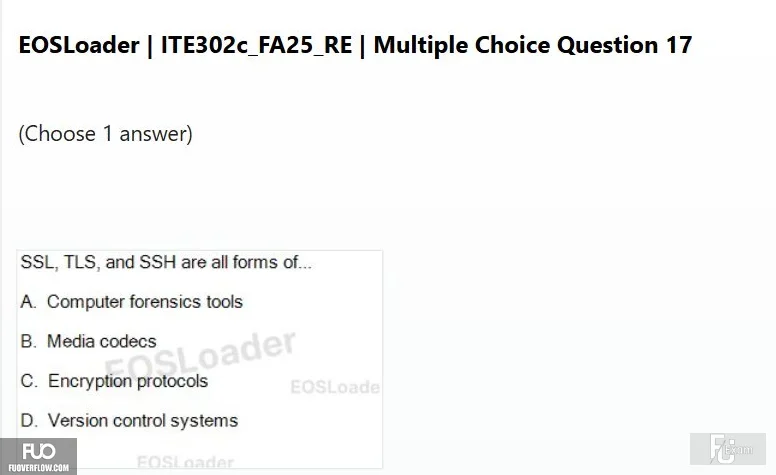 EOSLoader | ITE302c_FA25_RE | Multiple Choice Question 17
(Choose 1 answer)
SSL, TLS, and SSH are all forms of...
A. Computer forensics tools
B. Media codecs
EOSLoader
C. Encryption protocols
EOSLoade
D. Version control systems
FUO
FUOVERFLOW.COM
EOSLoader